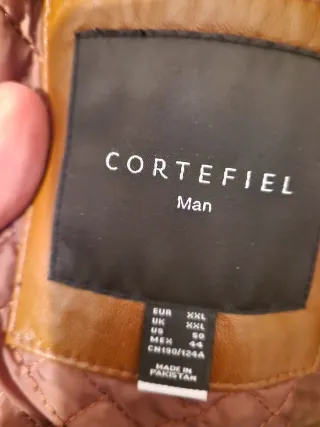 CORTEFIEL
Man
EUR XXL
UK XXL
US 50
MEX 44
CN190/124A
MADE IN
PAKISTAN